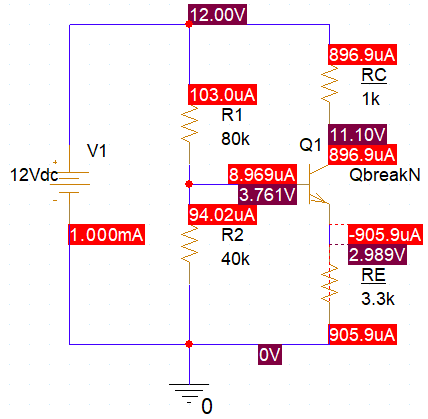 12.00V
896.9uA
RC
1k
103.0uA
R1
80k
Q1
11.10V
896.9uA
QbreakN
V1
12Vdc
8.969uA
3.761V
94.02uA
R2
40k
1.000mA
-905.9uA
2.989V
RE
3.3k
905.9uA
0V
0